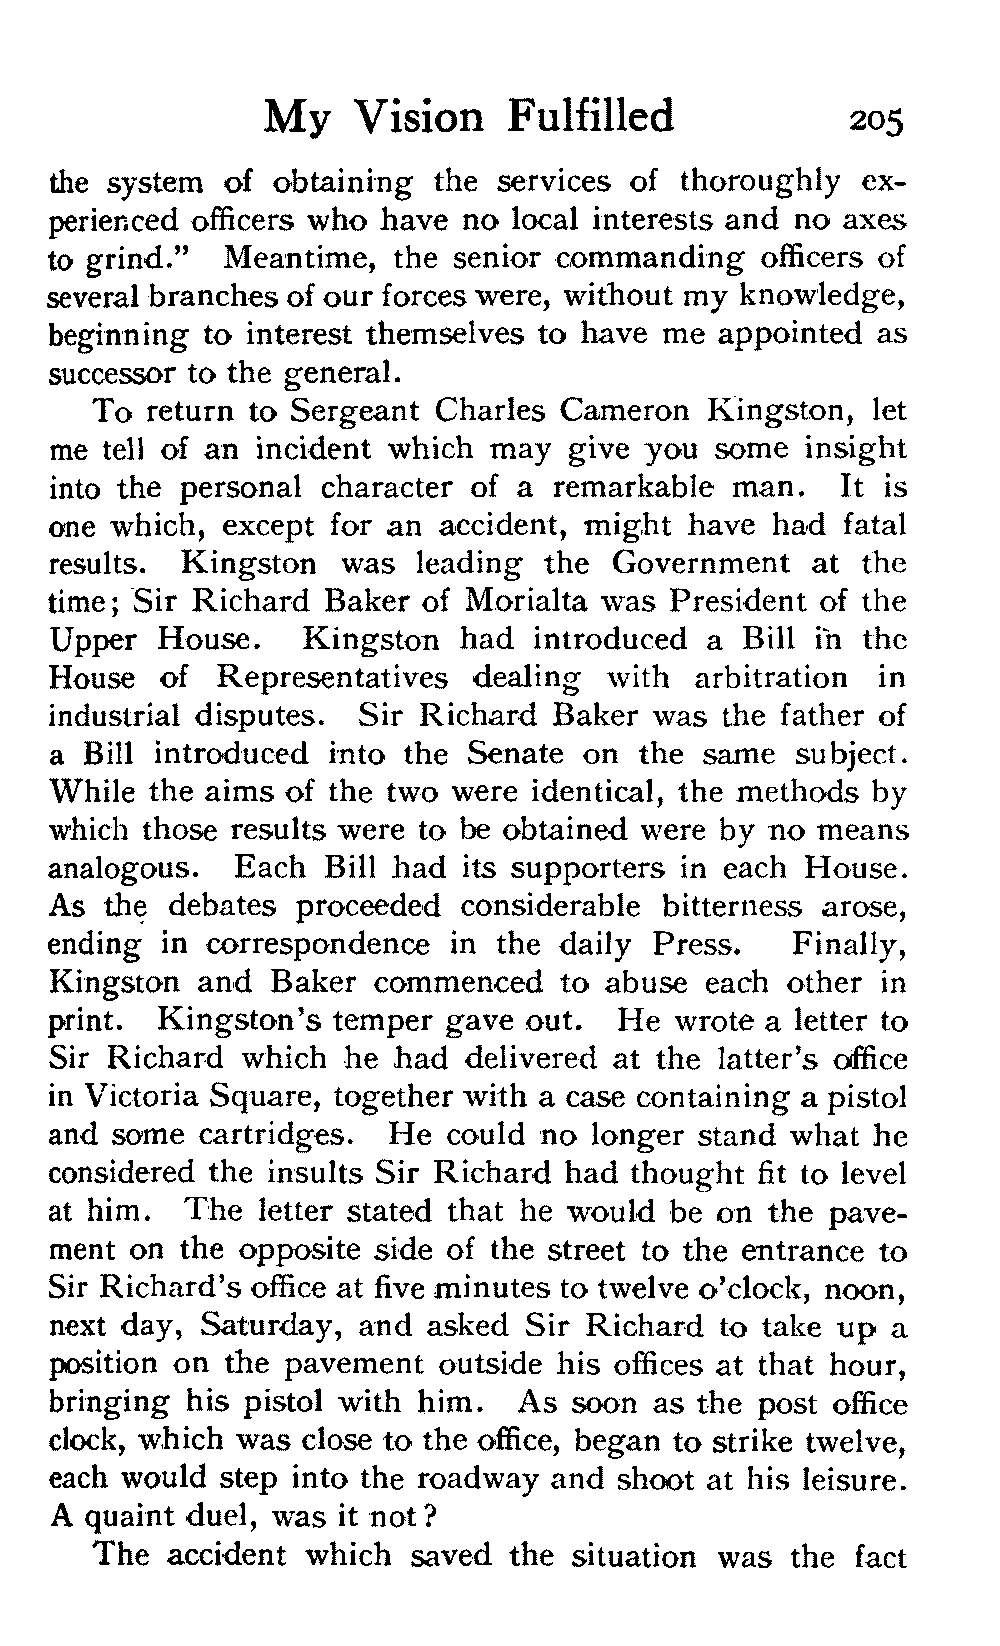 My Vision Fulfilled 205
the system of obtaining the services of thoroughly ex-
perienced officers who have no local interests and no axes
to grind." Meantime, the senior commanding officers of
several branches of our forces were, without my knowledge,
beginning to interest themselves to have me appointed as
successor to the general.
To return to Sergeant Charles Cameron Kingston, let
me tell of an incident which may give you some insight
into the personal character of a remarkable man. It is
one which, except for an accident, might have had fatal
results. Kingston was leading the Government at the
time; Sir Richard Baker of Morialta was President of the
Upper House. Kingston had introduced a Bill in the
House of Representatives dealing with arbitration in
industrial disputes. Sir Richard Baker was the father of
a Bill introduced into the Senate on the same subject.
While the aims of the two were identical, the methods by
which those results were to be obtained were by no means
analogous. Each Bill had its supporters in each House.
As the debates proceeded considerable bitterness arose,
ending in correspondence in the daily Press. Finally,
Kingston and Baker commenced to abuse each other in
print. Kingston's temper gave out. He wrote a letter to
Sir Richard which he had delivered at the latter's office
in Victoria Square, together with a case containing a pistol
and some cartridges. He could no longer stand what he
considered the insults Sir Richard had thought fit to level
at him. The letter stated that he would be on the pave-
ment on the opposite side of the street to the entrance to
Sir Richard's office at five minutes to twelve o'clock, noon,
next day, Saturday, and asked Sir Richard to take up a
position on the pavement outside his offices at that hour,
bringing his pistol with him. As soon as the post office
clock, which was close to the office, began to strike twelve,
each would step into the roadway and shoot at his leisure.
A quaint duel, was it not?
The accident which saved the situation was the fact